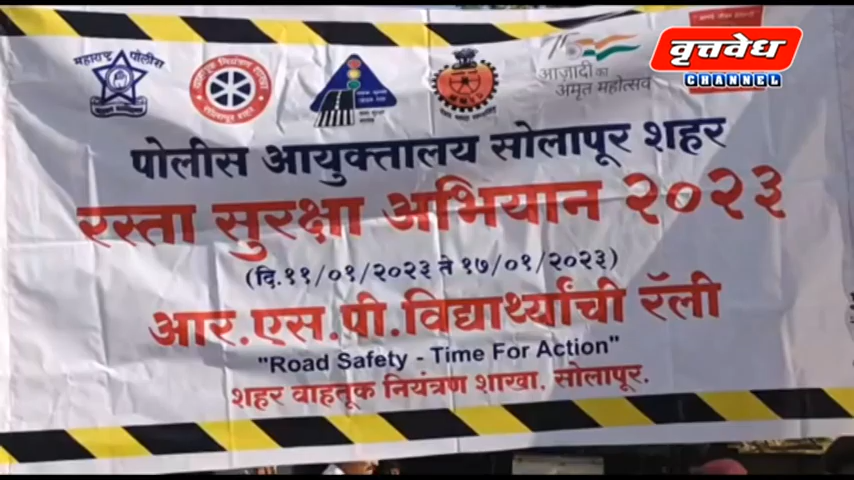 वृत्तवेध
CHANNEL
महाराष्ट्र पोलीस
आज़ादी का
अमृत महोत्सव
पोलीस आयुक्तालय सोलापूर शहर
रस्ता सुरक्षा अभियान २०२३
(दि.११/०१/२०२३ ते १७/०१/२०२३)
आर.एस.पी.विद्यार्थ्यांची रॅली
"Road Safety - Time For Action"
शहर वाहतूक नियंत्रण शाखा, सोलापूर.